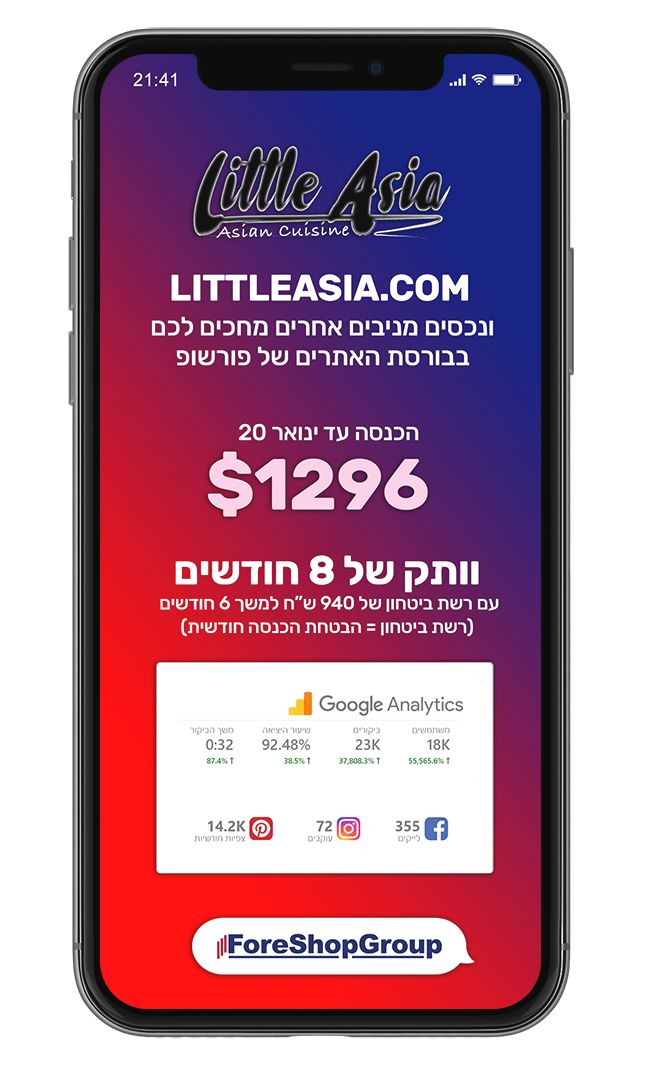 21:41
Little Asia
Asian Cuisine
LITTLEASIA.COM
ונכסים מניבים אחרים מחכים לכם
בבורסת האתרים של פורשופ
הכנסה עד ינואר 20
$1296
וותק של 8 חודשים
עם רשת ביטחון של 940 ש"ח למשך 6 חודשים
(רשת ביטחון = הבטחת הכנסה חודשית)
Google Analytics
משתמשים ביקורים שיעור היציאה משך הביקור
18K 23K 92.48% 0:32
55,565.6%↑ 37,808.3%↑ 38.5%↑ 87.4%↑
355 72 14.2K
לייקים עוקבים צפיות חודשיות
ForeShopGroup